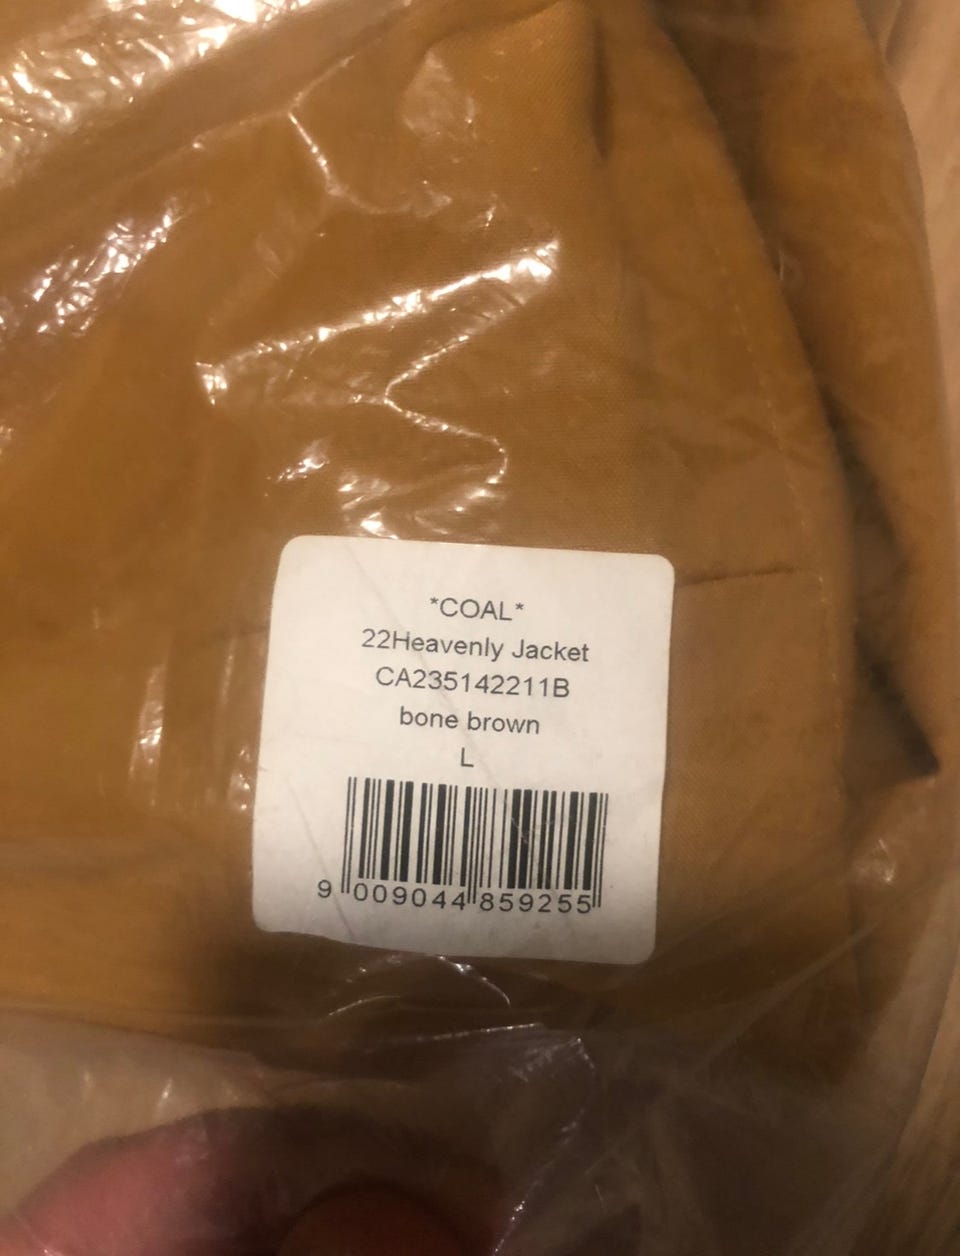 *COAL*
22Heavenly Jacket
CA235142211B
bone brown
L
9 009044 859255